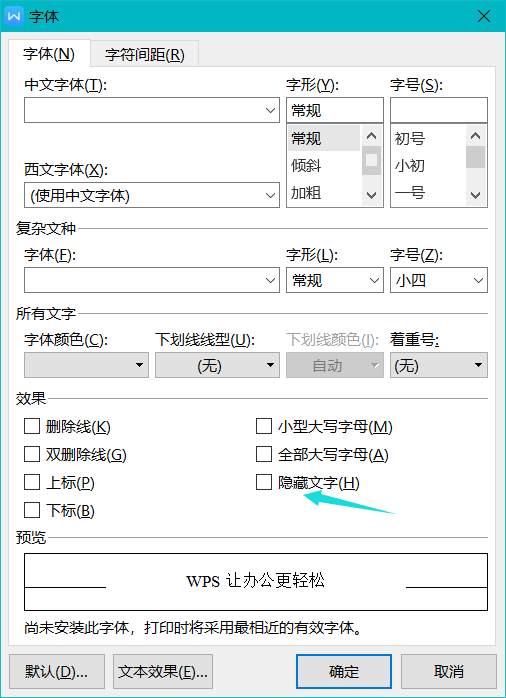 字体
字体(N) 字符间距(R)
中文字体(T): 字形(Y): 字号(S):
常规
常规 初号
倾斜 小初
加粗 一号
西文字体(X):
(使用中文字体)
复杂文种
字体(F): 字形(L): 字号(Z):
常规 小四
所有文字
字体颜色(C): 下划线线型(U): 下划线颜色(I): 着重号:
(无) 自动 (无)
效果
删除线(K) 小型大写字母(M)
双删除线(G) 全部大写字母(A)
上标(P) 隐藏文字(H)
下标(B)
预览
WPS 让办公更轻松
尚未安装此字体，打印时将采用最相近的有效字体。
默认(D)... 文本效果(E)... 确定 取消